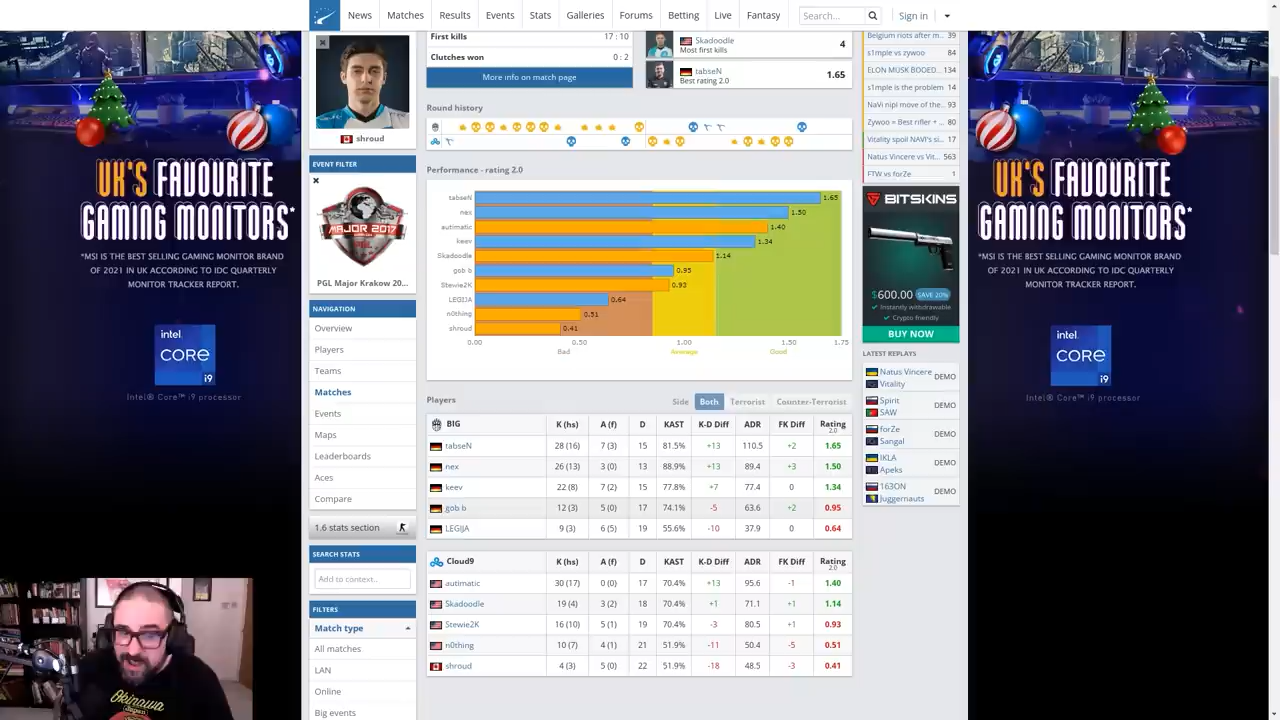 News Matches Results Events Stats Galleries Forums Betting Live Fantasy Search... Sign in
shroud
EVENT FILTER
MAJOR 2017
PGL Major Krakow 20...
NAVIGATION
Overview
Players
Teams
Matches
Events
Maps
Leaderboards
Aces
Compare
1.6 stats section
SEARCH STATS
Add to context..
FILTERS
Match type
All matches
LAN
Online
Big events
First kills 17 : 10
Clutches won 0 : 2
More info on match page
Skadoodle 4
Most first kills
tabseN 1.65
Best rating 2.0
Round history
Performance - rating 2.0
tabseN 1.65
nex 1.50
autimatic 1.40
keev 1.34
Skadoodle 1.14
gob b 0.95
Stewie2K 0.93
LEGIJA 0.64
n0thing 0.51
shroud 0.41
0.00 0.50 1.00 1.50 1.75
Bad Average Good
Players Side Both Terrorist Counter-Terrorist
BIG K (hs) A (f) D KAST K-D Diff ADR FK Diff Rating 2.0
tabseN 28 (16) 7 (3) 15 81.5% +13 110.5 +2 1.65
nex 26 (13) 3 (0) 13 88.9% +13 89.4 +3 1.50
keev 22 (8) 7 (2) 15 77.8% +7 77.4 0 1.34
gob b 12 (3) 5 (0) 17 74.1% -5 63.6 +2 0.95
LEGIJA 9 (3) 6 (5) 19 55.6% -10 37.9 0 0.64
Cloud9 K (hs) A (f) D KAST K-D Diff ADR FK Diff Rating 2.0
autimatic 30 (17) 0 (0) 17 70.4% +13 95.6 -1 1.40
Skadoodle 19 (4) 3 (2) 18 70.4% +1 71.1 +1 1.14
Stewie2K 16 (10) 5 (1) 19 70.4% -3 80.5 +1 0.93
n0thing 10 (7) 4 (1) 21 51.9% -11 50.4 -5 0.51
shroud 4 (3) 5 (0) 22 51.9% -18 48.5 -3 0.41
Belgium riots after m... 39
s1mple vs zywoo 84
ELON MUSK BOOED... 134
s1mple is the problem 14
NaVi nipl move of the... 93
Zywoo = Best rifler + ... 80
Vitality spoil NAVI's si... 17
Natus Vincere vs Vit... 563
FTW vs forZe 1
BITSKINS
$600.00 SAVE 20%
✓ Instantly withdrawable
✓ Crypto friendly
BUY NOW
LATEST REPLAYS
Natus Vincere
Vitality DEMO
Spirit
SAW DEMO
forZe
Sangal DEMO
IKLA
Apeks DEMO
163ON
Juggernauts DEMO
UK'S FAVOURITE
GAMING MONITORS*
*MSI IS THE BEST SELLING GAMING MONITOR BRAND
OF 2021 IN UK ACCORDING TO IDC QUARTERLY
MONITOR TRACKER REPORT.
intel.
CORE
i9
Intel® Core™ i9 processor
UK'S FAVOURITE
GAMING MONITORS*
*MSI IS THE BEST SELLING GAMING MONITOR BRAND
OF 2021 IN UK ACCORDING TO IDC QUARTERLY
MONITOR TRACKER REPORT.
intel.
CORE
i9
Intel® Core™ i9 processor
Okinawa